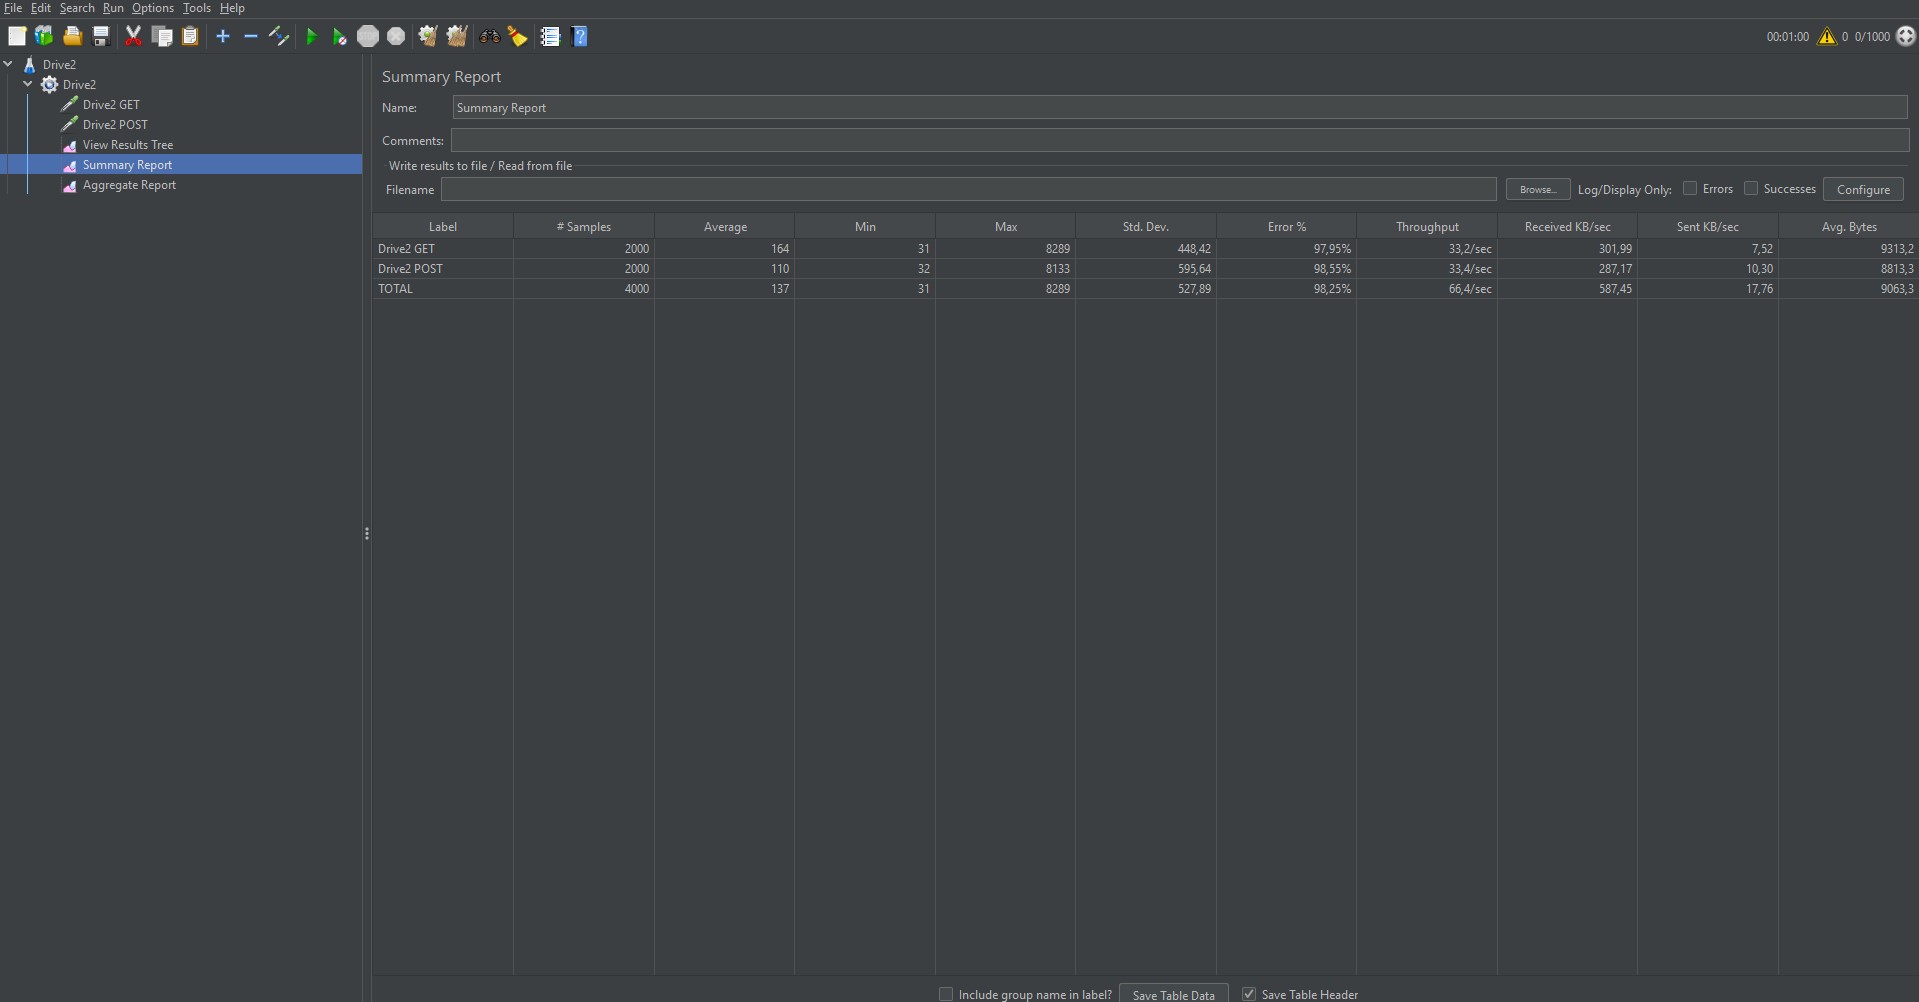 File Edit Search Run Options Tools Help
00:01:00 0 0/1000
Drive2
Drive2
Drive2 GET
Drive2 POST
View Results Tree
Summary Report
Aggregate Report
Summary Report
Name: Summary Report
Comments:
Write results to file / Read from file
Filename Browse... Log/Display Only: Errors Successes Configure
Label # Samples Average Min Max Std. Dev. Error % Throughput Received KB/sec Sent KB/sec Avg. Bytes
Drive2 GET 2000 164 31 8289 448,42 97,95% 33,2/sec 301,99 7,52 9313,2
Drive2 POST 2000 110 32 8133 595,64 98,55% 33,4/sec 287,17 10,30 8813,3
TOTAL 4000 137 31 8289 527,89 98,25% 66,4/sec 587,45 17,76 9063,3
Include group name in label? Save Table Data Save Table Header